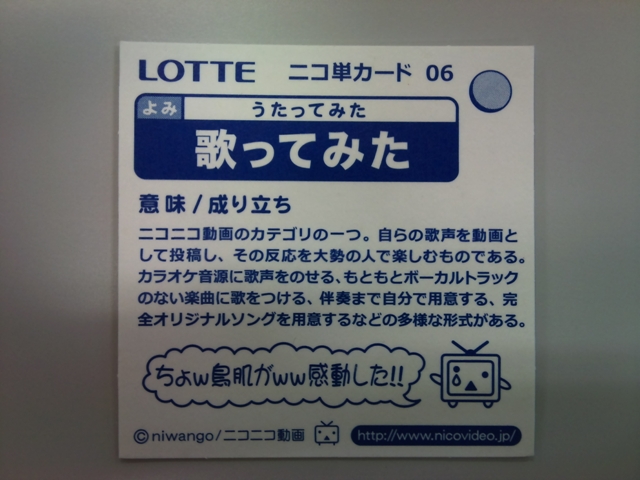 LOTTE ニコ単カード 06
よみ うたってみた
歌ってみた
意味/成り立ち
ニコニコ動画のカテゴリの一つ。自らの歌声を動画と
して投稿し、その反応を大勢の人で楽しむものである。
カラオケ音源に歌声をのせる、もともとボーカルトラック
のない楽曲に歌をつける、伴奏まで自分で用意する、完
全オリジナルソングを用意するなどの多様な形式がある。
ちょw鳥肌がww感動した!!
©niwango/ニコニコ動画 http://www.nicovideo.jp/